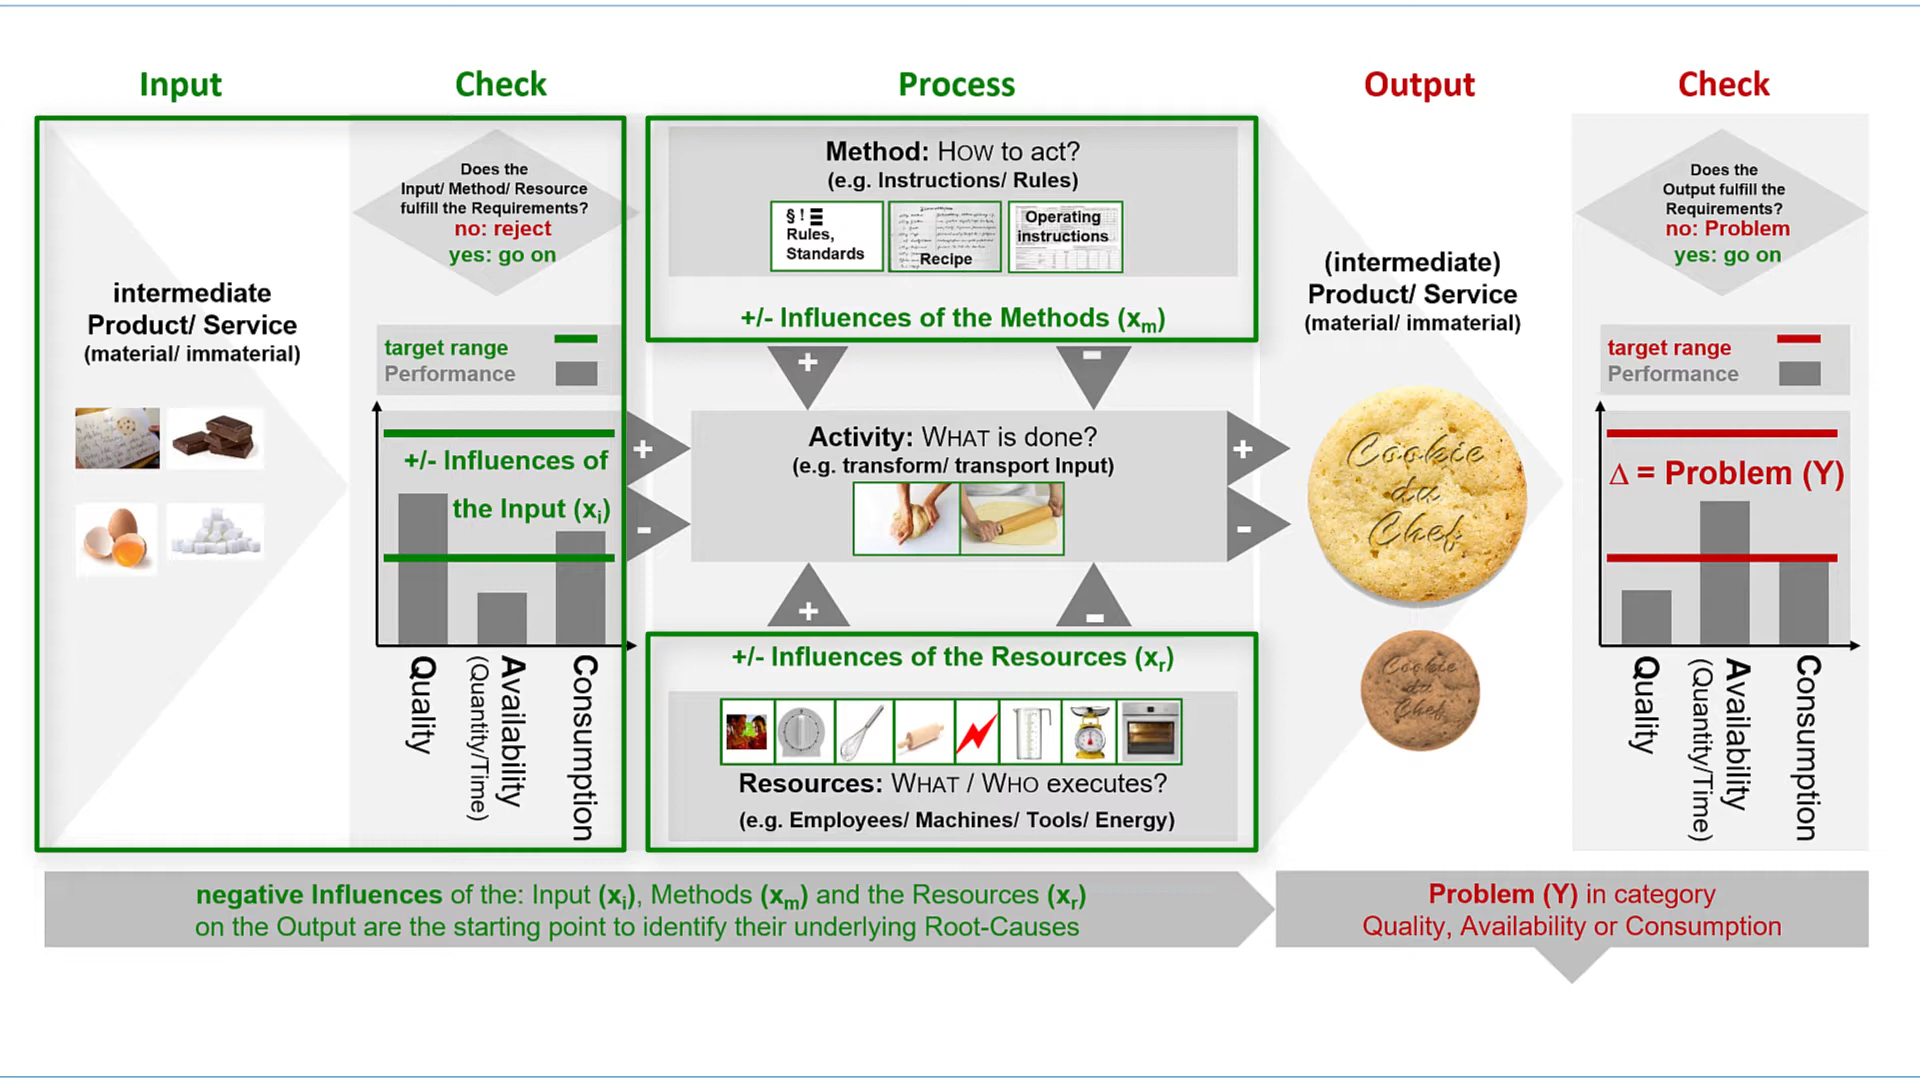 Input
Check
Process
Output
Check
Does the
Input/ Method/ Resource
fulfill the Requirements?
no: reject
yes: go on
intermediate
Product/ Service
(material/ immaterial)
target range
Performance
+/- Influences of
the Input (xi)
Quality
Availability
(Quantity/Time)
Consumption
Method: HOW to act?
(e.g. Instructions/ Rules)
§ !
Rules,
Standards
Recipe
Operating
instructions
+/- Influences of the Methods (xm)
+
-
+
-
Activity: WHAT is done?
(e.g. transform/ transport Input)
+
-
+
-
+/- Influences of the Resources (xr)
Resources: WHAT / WHO executes?
(e.g. Employees/ Machines/ Tools/ Energy)
(intermediate)
Product/ Service
(material/ immaterial)
Cookie
du
Chef
Cookie
du
Chef
Does the
Output fulfill the
Requirements?
no: Problem
yes: go on
target range
Performance
Δ = Problem (Y)
Quality
Availability
(Quantity/Time)
Consumption
negative Influences of the: Input (xi), Methods (xm) and the Resources (xr)
on the Output are the starting point to identify their underlying Root-Causes
Problem (Y) in category
Quality, Availability or Consumption